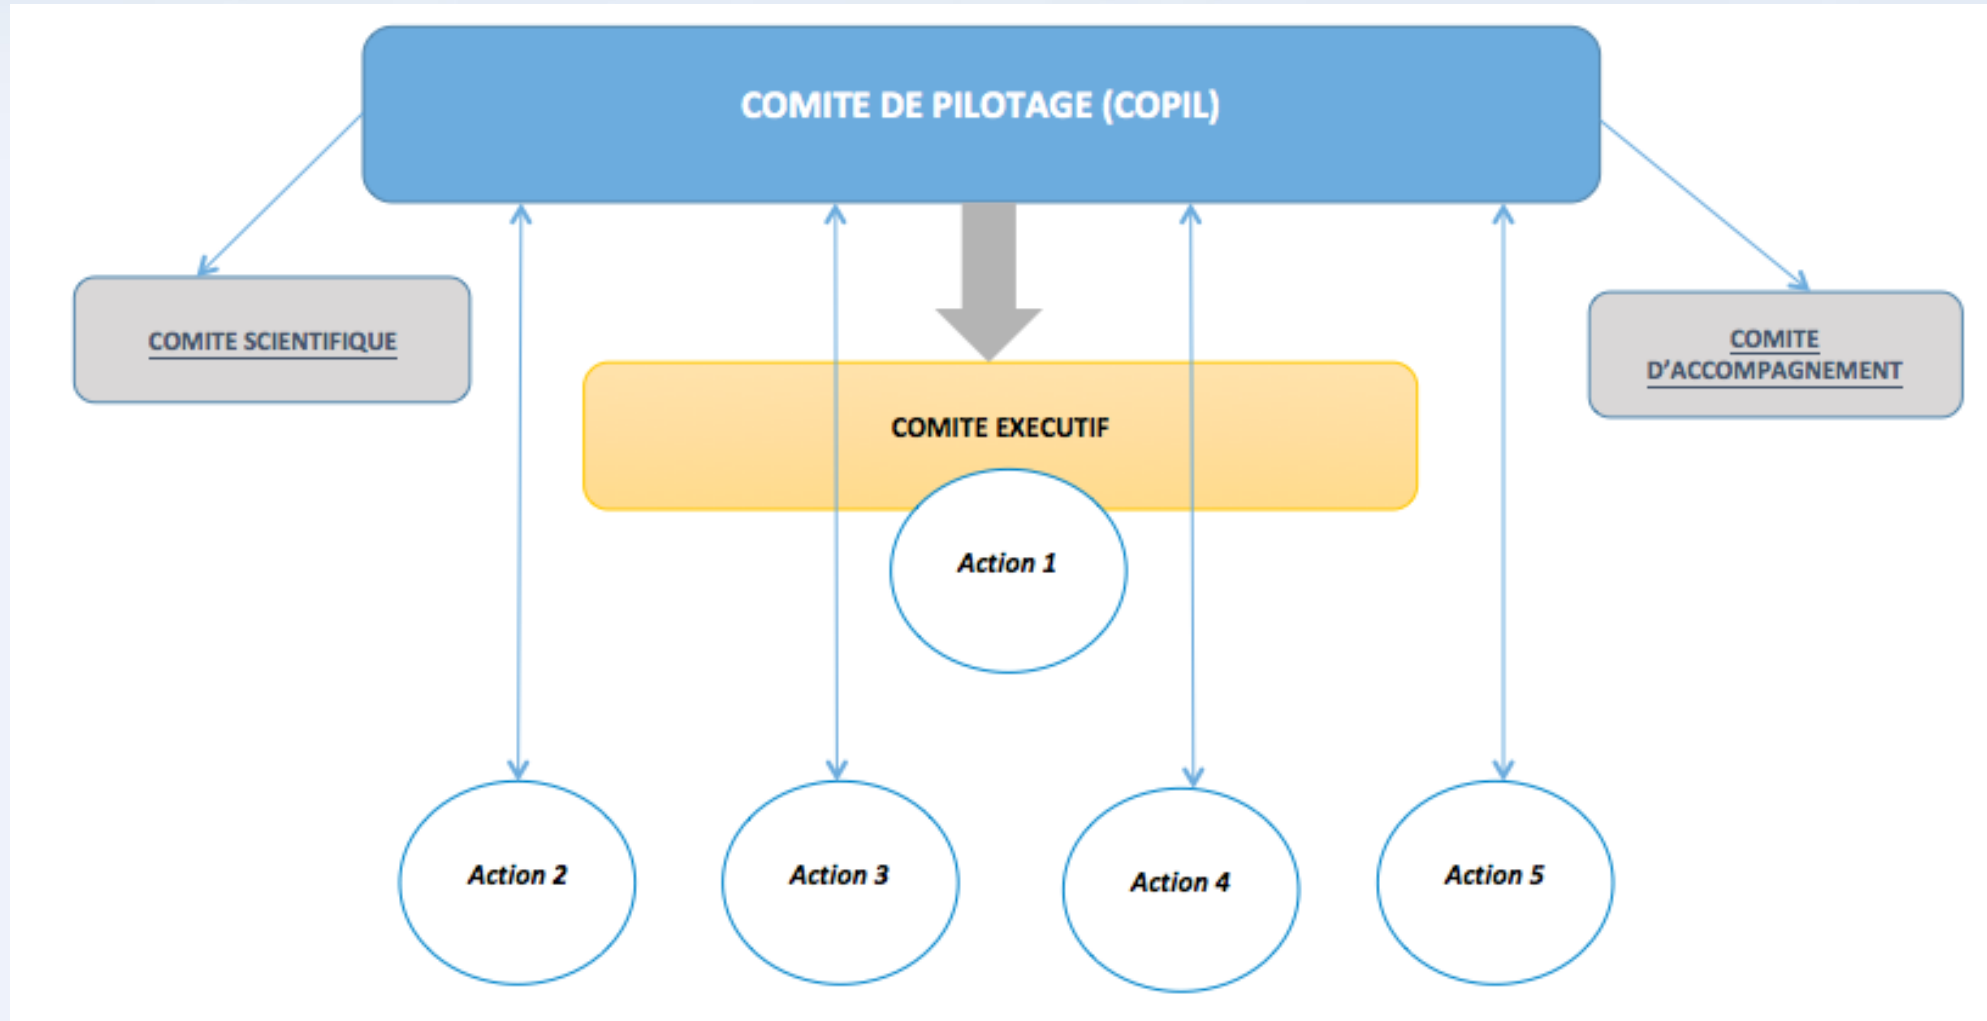 COMITE DE PILOTAGE (COPIL)
COMITE SCIENTIFIQUE
COMITE
D'ACCOMPAGNEMENT
COMITE EXECUTIF
Action 1
Action 2
Action 3
Action 4
Action 5